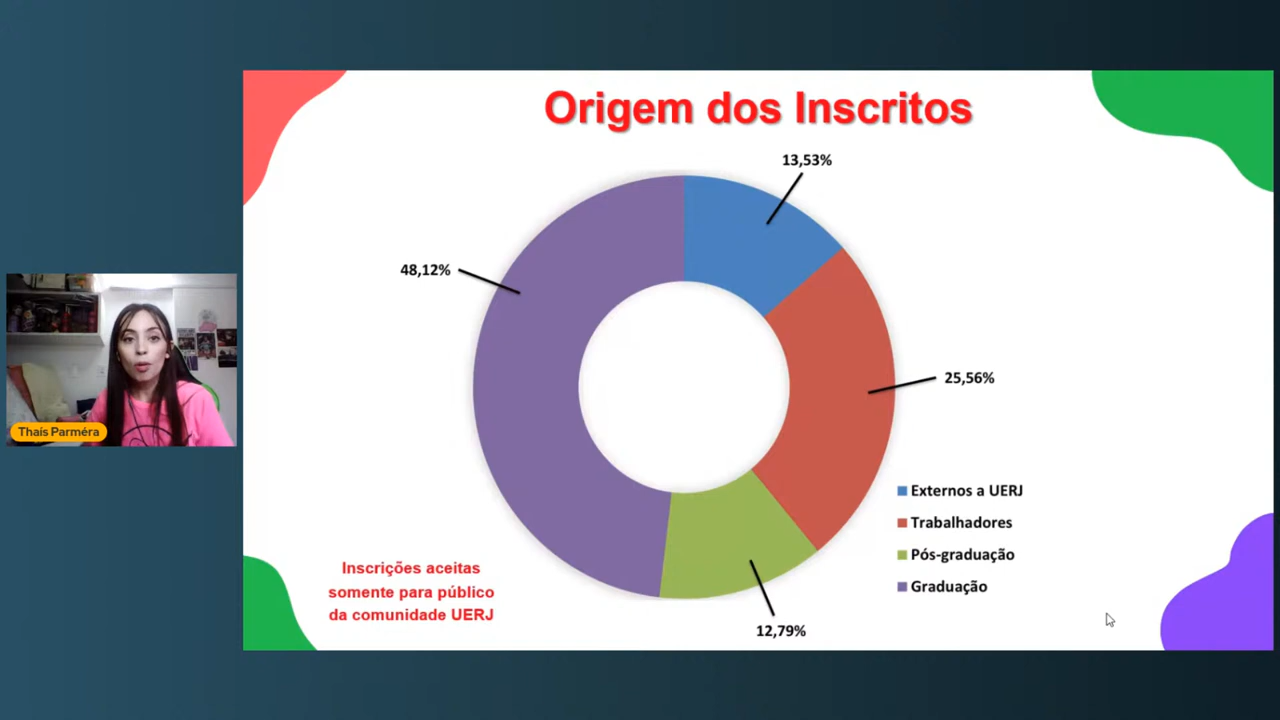 Origem dos Inscritos
13,53%
48,12%
25,56%
Thaís Parméra
Externos a UERJ
Trabalhadores
Pós-graduação
Graduação
Inscrições aceitas
somente para público
da comunidade UERJ
12,79%